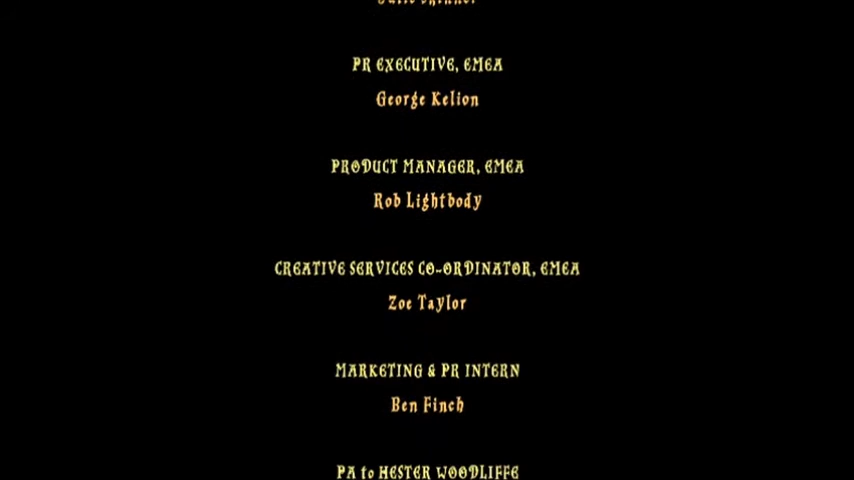 PR EXECUTIVE, EMEA
George Kelion
PRODUCT MANAGER, EMEA
Rob Lightbody
CREATIVE SERVICES CO-ORDINATOR, EMEA
Zoe Taylor
MARKETING & PR INTERN
Ben Finch
PA to HESTER WOODLIFFE